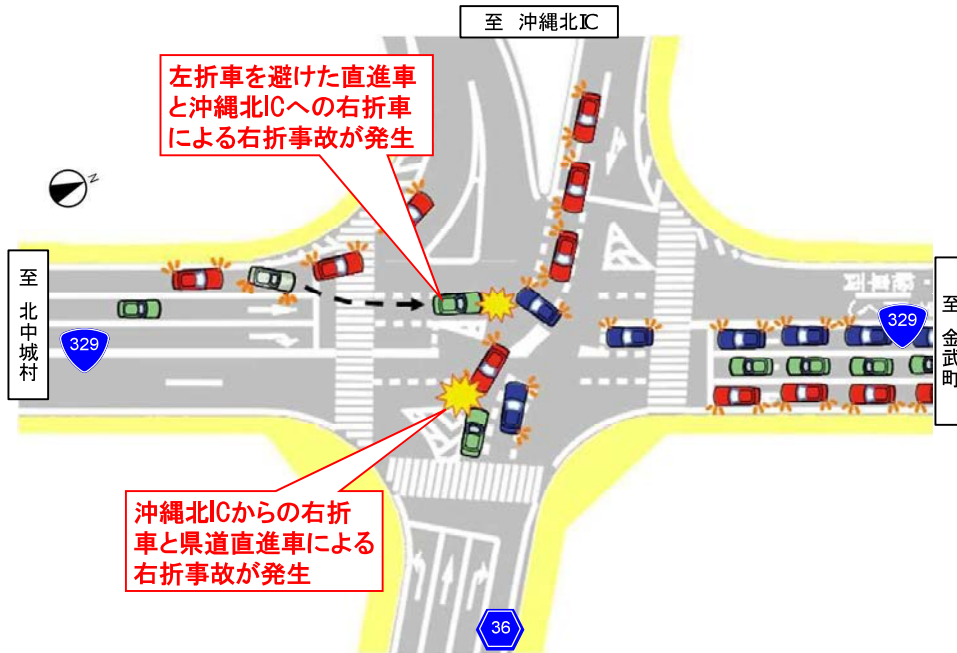 至 沖縄北IC
左折車を避けた直進車
と沖縄北ICへの右折車
による右折事故が発生
N
至 北中城村
329
329
至 金武町
沖縄北ICからの右折
車と県道直進車による
右折事故が発生
36